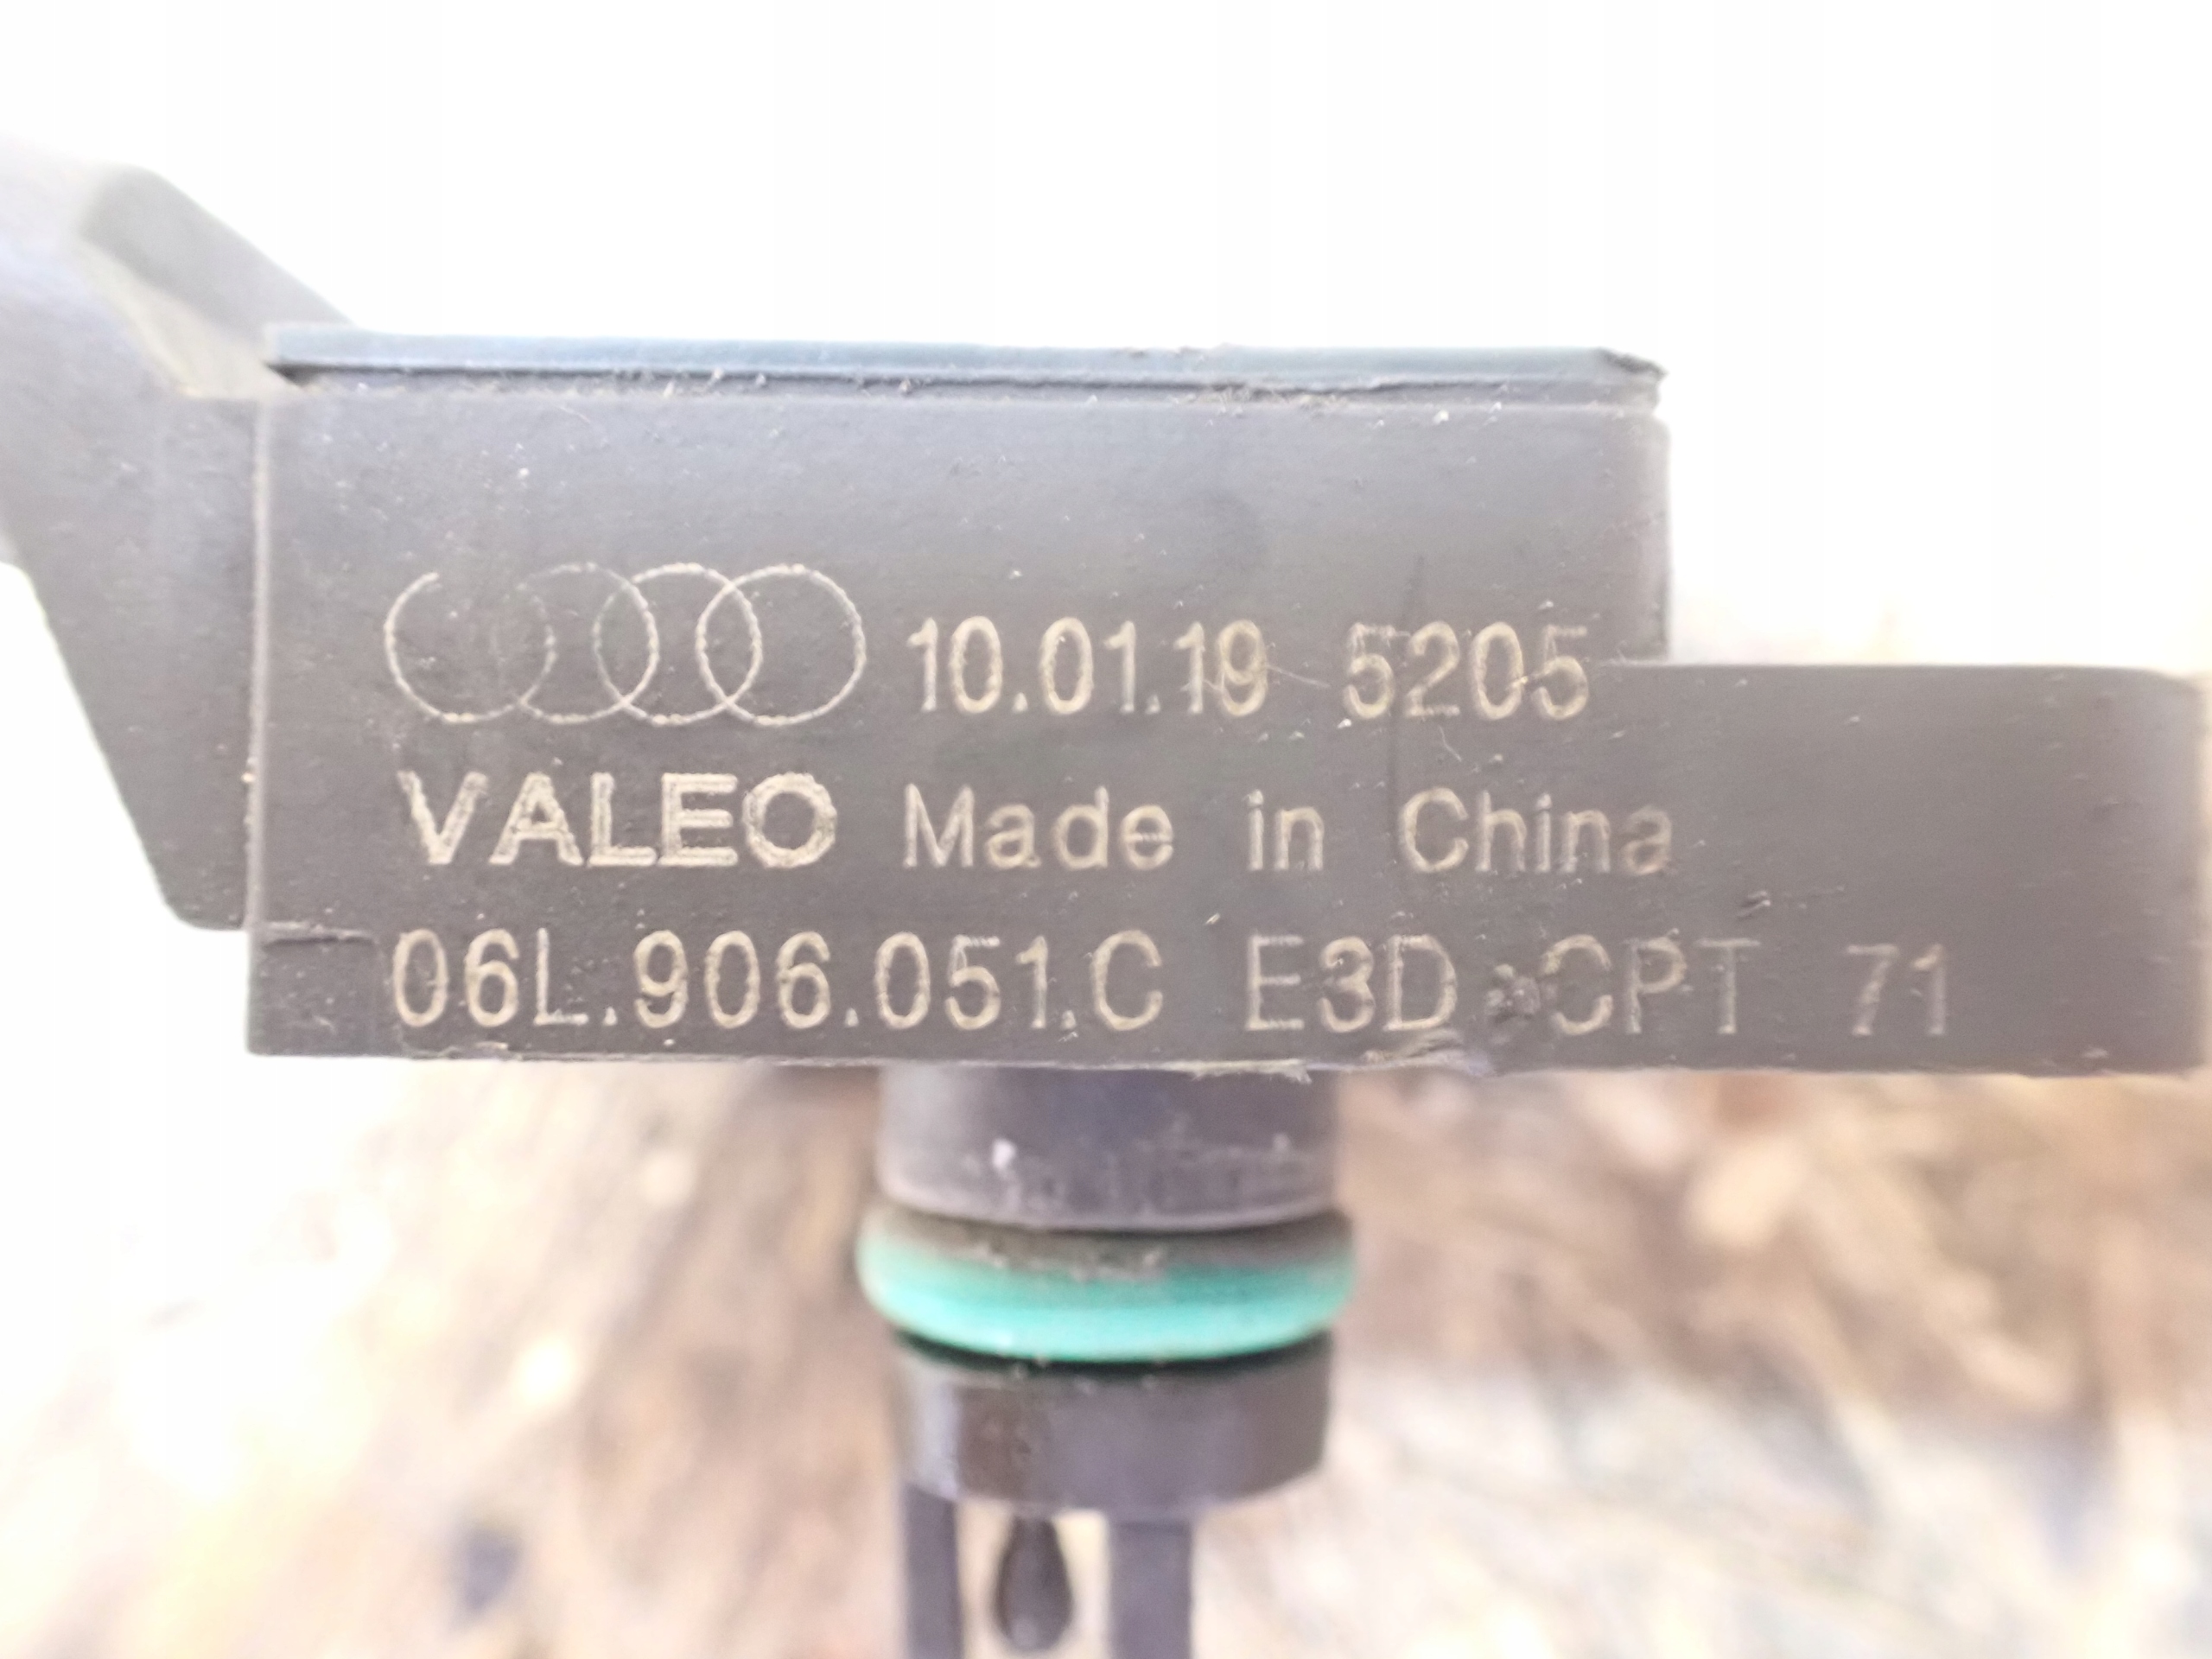 10.01.19 5205
VALEO Made in China
06L.906.051.C E3D CPT 71